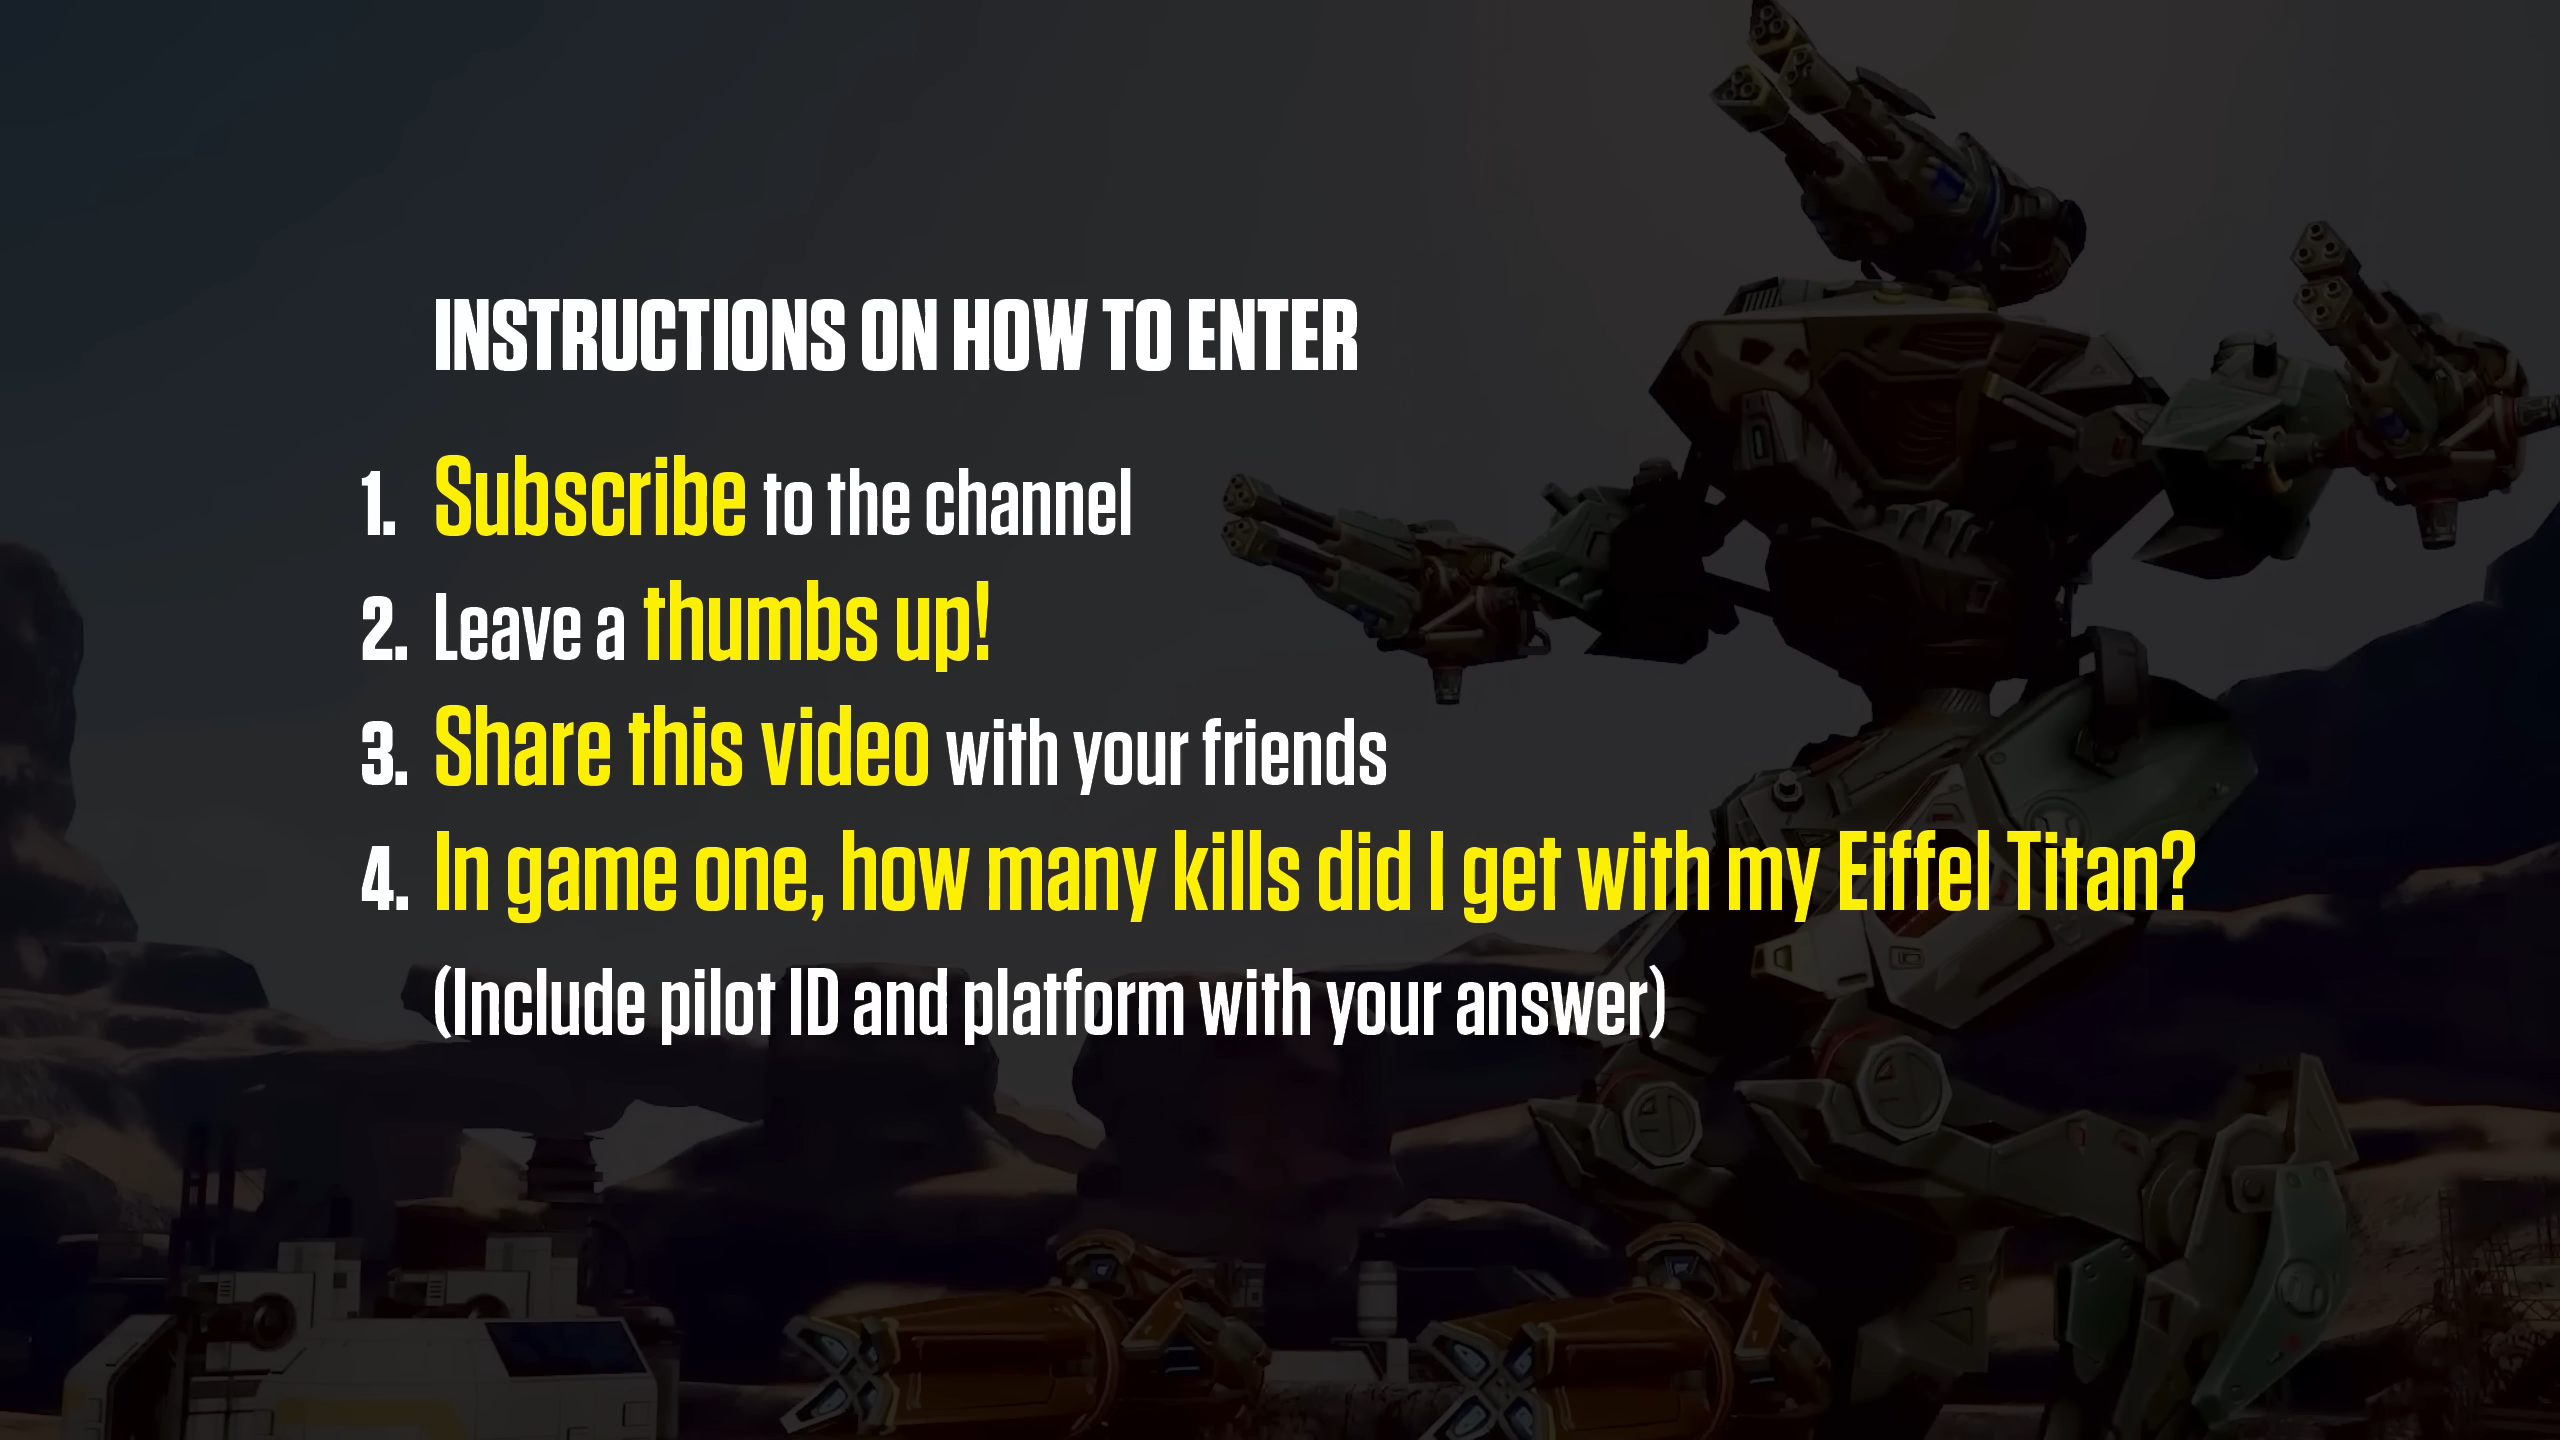 INSTRUCTIONS ON HOW TO ENTER
1. Subscribe to the channel
2. Leave a thumbs up!
3. Share this video with your friends
4. In game one, how many kills did I get with my Eiffel Titan?
(Include pilot ID and platform with your answer)